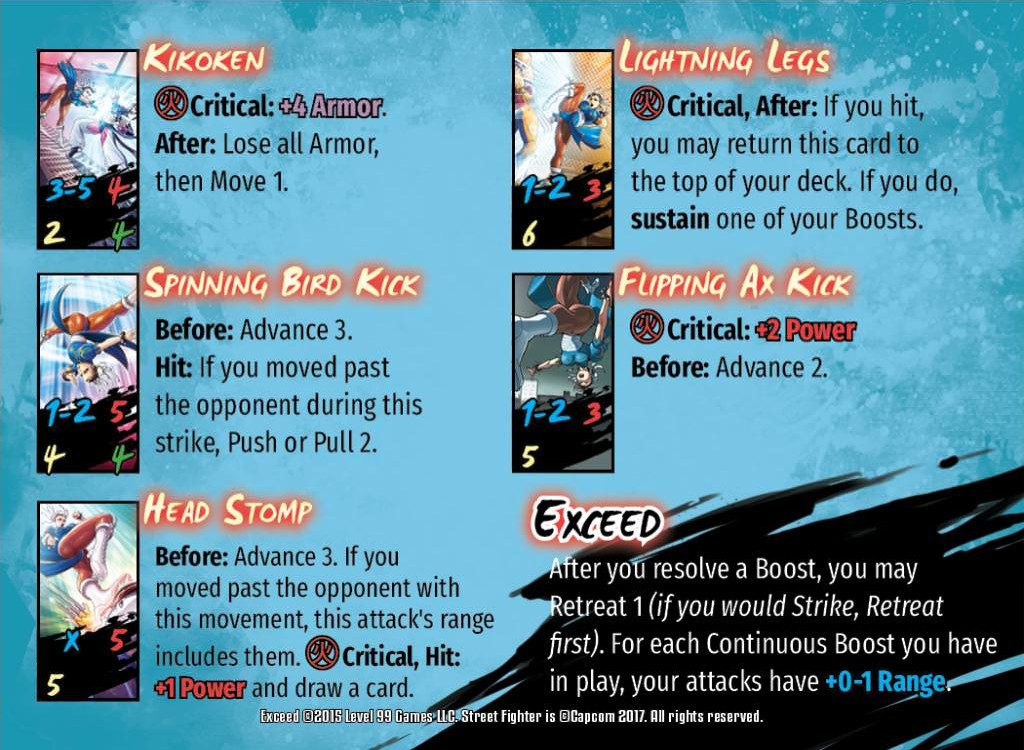 KIKOKEN
火 Critical: +4 Armor.
After: Lose all Armor,
then Move 1.
3-5 4
2 4
LIGHTNING LEGS
火 Critical, After: If you hit,
you may return this card to
the top of your deck. If you do,
sustain one of your Boosts.
1-2 3
6
SPINNING BIRD KICK
Before: Advance 3.
Hit: If you moved past
the opponent during this
strike, Push or Pull 2.
1-2 5
4 4
FLIPPING AX KICK
火 Critical: +2 Power
Before: Advance 2.
1-2 3
5
HEAD STOMP
Before: Advance 3. If you
moved past the opponent with
this movement, this attack's range
includes them. 火 Critical, Hit:
+1 Power and draw a card.
X 5
5
EXCEED
After you resolve a Boost, you may
Retreat 1 (if you would Strike, Retreat
first). For each Continuous Boost you have
in play, your attacks have +0-1 Range.
Exceed ©2015 Level 99 Games LLC. Street Fighter is ©Capcom 2017. All rights reserved.